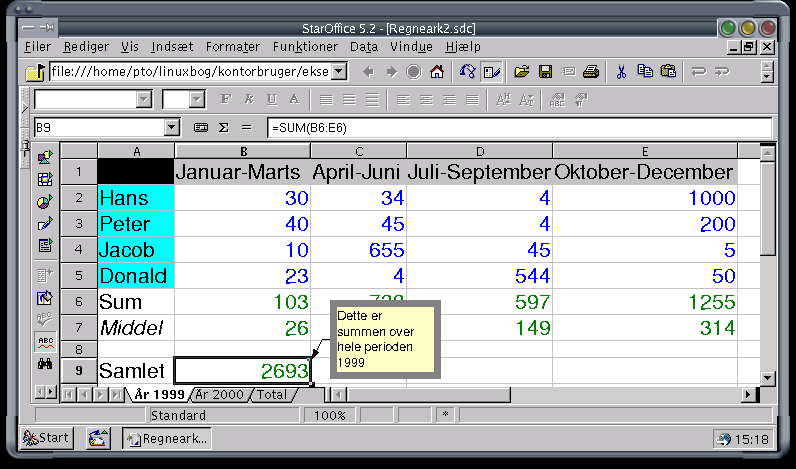 StarOffice 5.2 - [Regneark2.sdc]
Filer Rediger Vis Indsæt Formater Funktioner Data Vindue Hjælp
file:///home/pto/linuxbog/kontorbruger/ekse
F K U A
B9 Σ = =SUM(B6:E6)
A B C D E
1 Januar-Marts April-Juni Juli-September Oktober-December
2 Hans 30 34 4 1000
3 Peter 40 45 4 200
4 Jacob 10 655 45 5
5 Donald 23 4 544 50
6 Sum 103 597 1255
7 Middel 26 149 314
8
9 Samlet 2693
Dette er
summen over
hele perioden
1999
ABC
ABC
År 1999 År 2000 Total
Standard 100% *
Start Regneark... 15:18